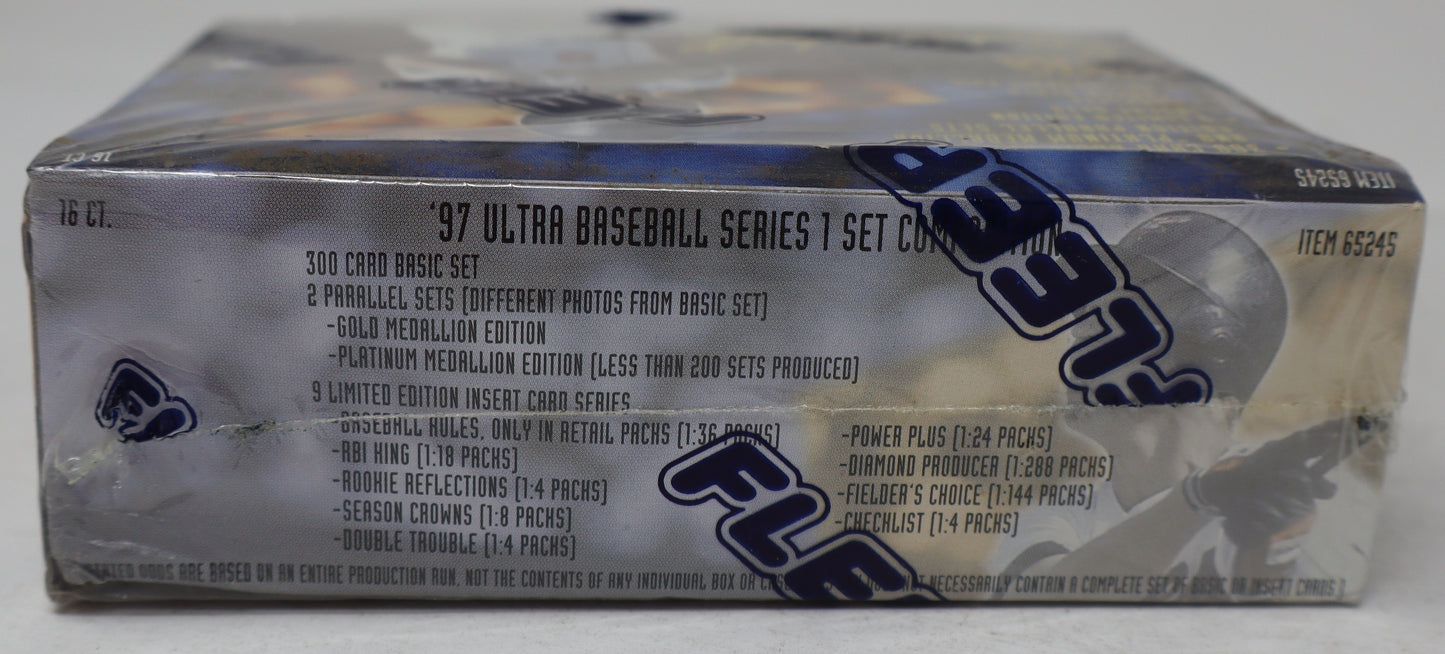 16 CT.
ITEM 65245
16 CT.
'97 ULTRA BASEBALL SERIES 1 SET
ITEM 65245
300 CARD BASIC SET
2 PARALLEL SETS [DIFFERENT PHOTOS FROM BASIC SET]
-GOLD MEDALLION EDITION
-PLATINUM MEDALLION EDITION [LESS THAN 200 SETS PRODUCED]
9 LIMITED EDITION INSERT CARD SERIES
-BASEBALL RULES, ONLY IN RETAIL PACKS [1:36 PACKS]
-RBI KING [1:18 PACKS]
-ROOKIE REFLECTIONS [1:4 PACKS]
-SEASON CROWNS [1:8 PACKS]
-DOUBLE TROUBLE [1:4 PACKS]
-POWER PLUS [1:24 PACKS]
-DIAMOND PRODUCER [1:288 PACKS]
-FIELDER'S CHOICE [1:144 PACKS]
-CHECKLIST [1:4 PACKS]
ODDS ARE BASED ON AN ENTIRE PRODUCTION RUN, NOT THE CONTENTS OF ANY INDIVIDUAL BOX OR NOT NECESSARILY CONTAIN A COMPLETE SET OF BASIC OR INSERT CARDS
FLEER
FLEE